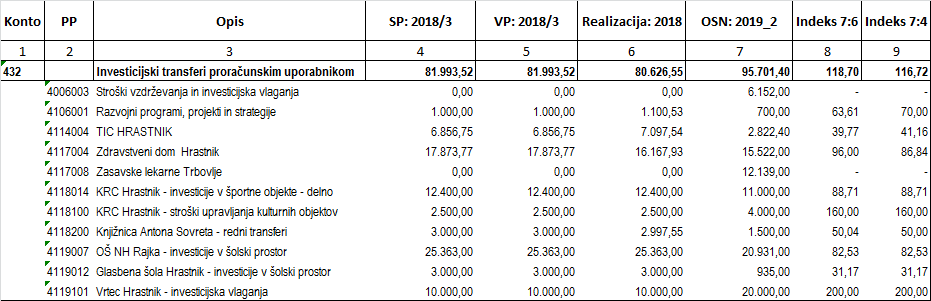 Konto PP Opis SP: 2018/3 VP: 2018/3 Realizacija: 2018 OSN: 2019_2 Indeks 7:6 Indeks 7:4
1 2 3 4 5 6 7 8 9
432 Investicijski transferi proračunskim uporabnikom 81.993,52 81.993,52 80.626,55 95.701,40 118,70 116,72
4006003 Stroški vzdrževanja in investicijska vlaganja 0,00 0,00 0,00 6.152,00 - -
4106001 Razvojni programi, projekti in strategije 1.000,00 1.000,00 1.100,53 700,00 63,61 70,00
4114004 TIC HRASTNIK 6.856,75 6.856,75 7.097,54 2.822,40 39,77 41,16
4117004 Zdravstveni dom Hrastnik 17.873,77 17.873,77 16.167,93 15.522,00 96,00 86,84
4117008 Zasavske lekarne Trbovlje 0,00 0,00 0,00 12.139,00 - -
4118014 KRC Hrastnik - investicije v športne objekte - delno 12.400,00 12.400,00 12.400,00 11.000,00 88,71 88,71
4118100 KRC Hrastnik - stroški upravljanja kulturnih objektov 2.500,00 2.500,00 2.500,00 4.000,00 160,00 160,00
4118200 Knjižnica Antona Sovreta - redni transferi 3.000,00 3.000,00 2.997,55 1.500,00 50,04 50,00
4119007 OŠ NH Rajka - investicije v šolski prostor 25.363,00 25.363,00 25.363,00 20.931,00 82,53 82,53
4119012 Glasbena šola Hrastnik - investicije v šolski prostor 3.000,00 3.000,00 3.000,00 935,00 31,17 31,17
4119101 Vrtec Hrastnik - investicijska vlaganja 10.000,00 10.000,00 10.000,00 20.000,00 200,00 200,00